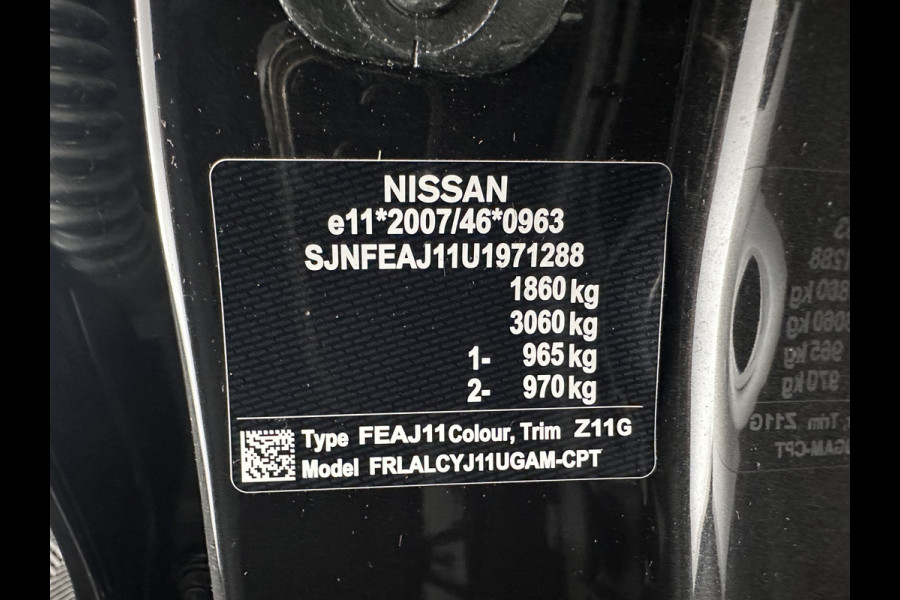 NISSAN
e11*2007/46*0963
SJNFEAJ11U1971288
1860 kg
3060 kg
1- 965 kg
2- 970 kg
Type FEAJ11 Colour, Trim Z11G
Model FRLALCYJ11UGAM-CPT